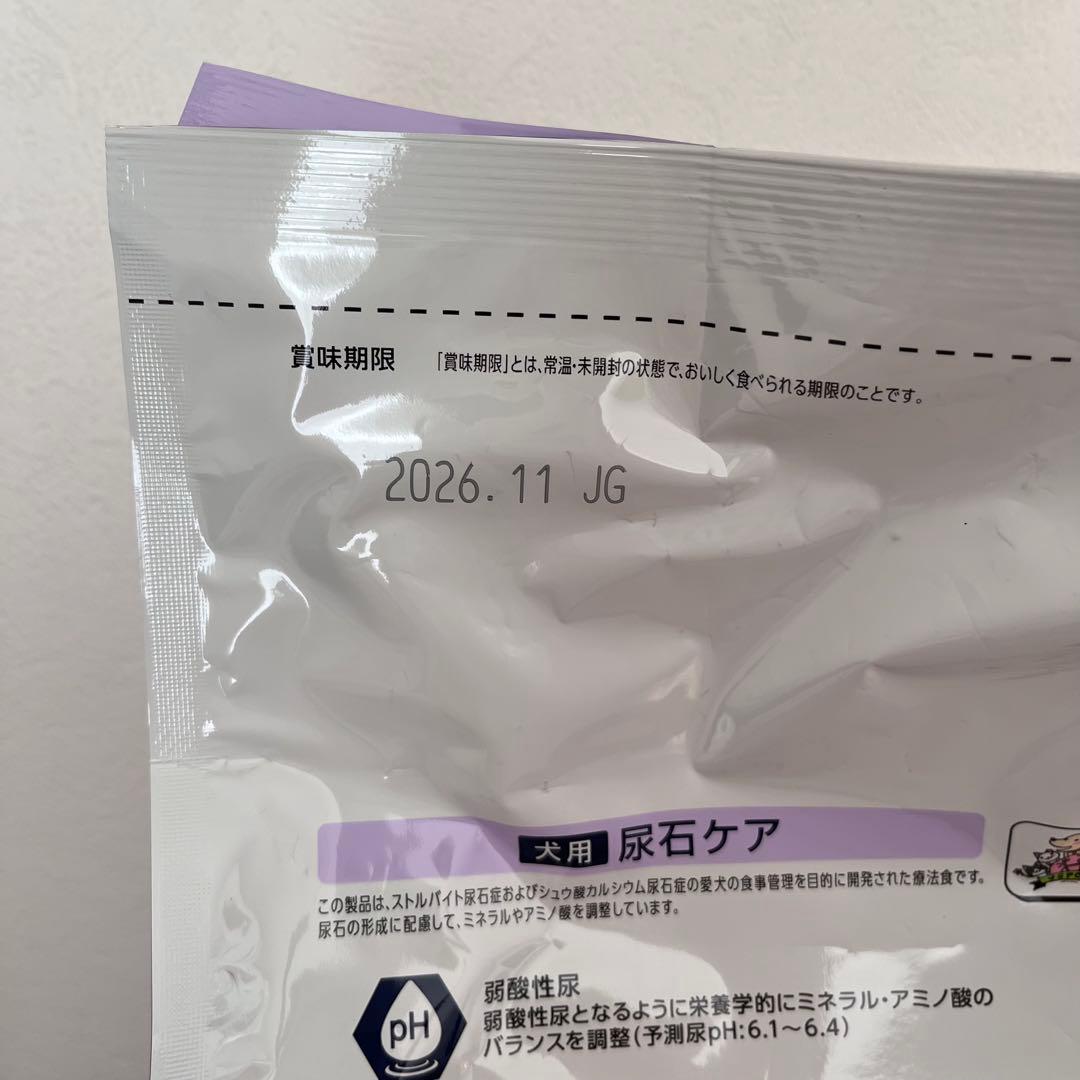 賞味期限 「賞味期限」とは、常温・未開封の状態で、おいしく食べられる期限のことです。
2026.11 JG
犬用 尿石ケア
この製品は、ストルバイト尿石症およびシュウ酸カルシウム尿石症の愛犬の食事管理を目的に開発された療法食です。
尿石の形成に配慮して、ミネラルやアミノ酸を調整しています。
pH
弱酸性尿
弱酸性尿となるように栄養学的にミネラル・アミノ酸の
バランスを調整(予測尿pH:6.1〜6.4)